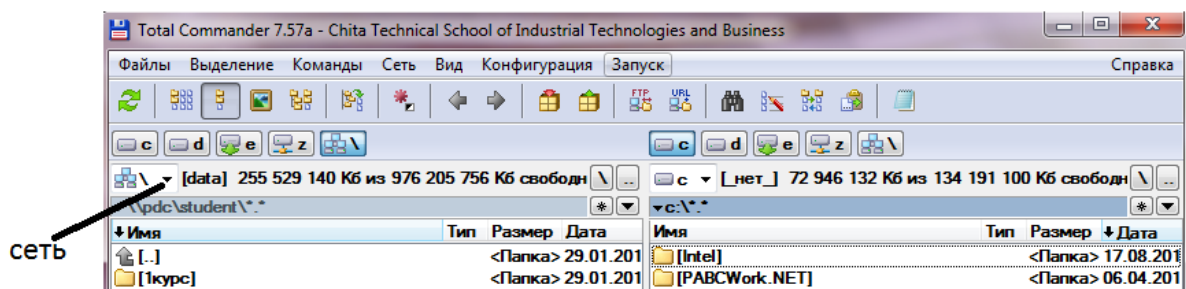 Total Commander 7.57a - Chita Technical School of Industrial Technologies and Business
Файлы Выделение Команды Сеть Вид Конфигурация Запуск Справка
FTP URL
c d e z \ c d e z \
\ [data] 255 529 140 Кб из 976 205 756 Кб свободн \ .. c [_нет_] 72 946 132 Кб из 134 191 100 Кб свободн \ ..
\\pdc\student\*.* * c:\*.* *
Имя Тип Размер Дата Имя Тип Размер Дата
сеть
[..] <Папка> 29.01.201 [Intel] <Папка> 17.08.201
[1курс] <Папка> 29.01.201 [PABCWork.NET] <Папка> 06.04.201